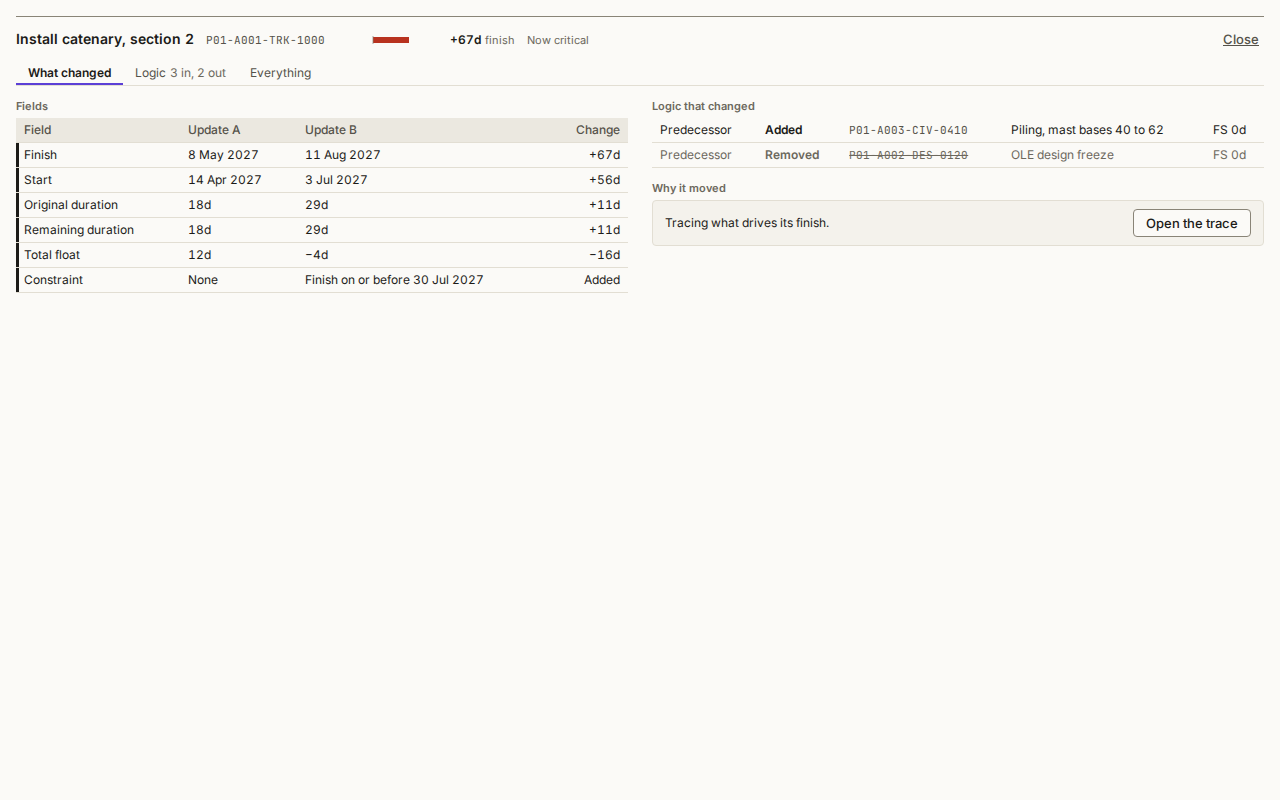 Install catenary, section 2 P01-A001-TRK-1000 +67d finish Now critical Close
What changed Logic 3 in, 2 out Everything
Fields
Field Update A Update B Change
Finish 8 May 2027 11 Aug 2027 +67d
Start 14 Apr 2027 3 Jul 2027 +56d
Original duration 18d 29d +11d
Remaining duration 18d 29d +11d
Total float 12d −4d −16d
Constraint None Finish on or before 30 Jul 2027 Added
Logic that changed
Predecessor Added P01-A003-CIV-0410 Piling, mast bases 40 to 62 FS 0d
Predecessor Removed P01-A002-DES-0120 OLE design freeze FS 0d
Why it moved
Tracing what drives its finish. Open the trace